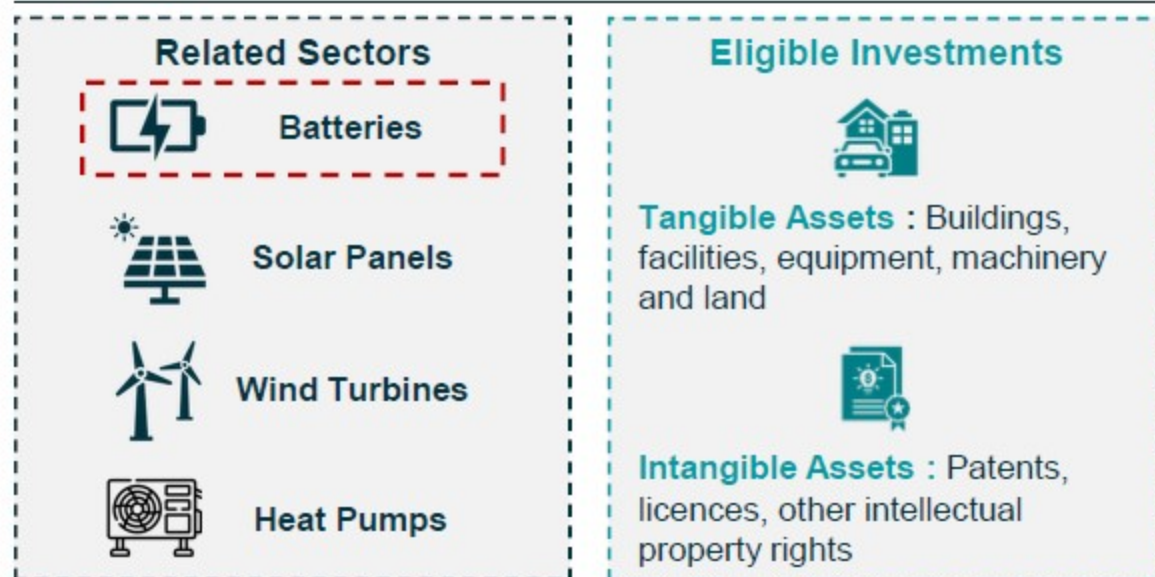 Related Sectors
Batteries
Solar Panels
Wind Turbines
Heat Pumps
Eligible Investments
Tangible Assets : Buildings,
facilities, equipment, machinery
and land
Intangible Assets : Patents,
licences, other intellectual
property rights